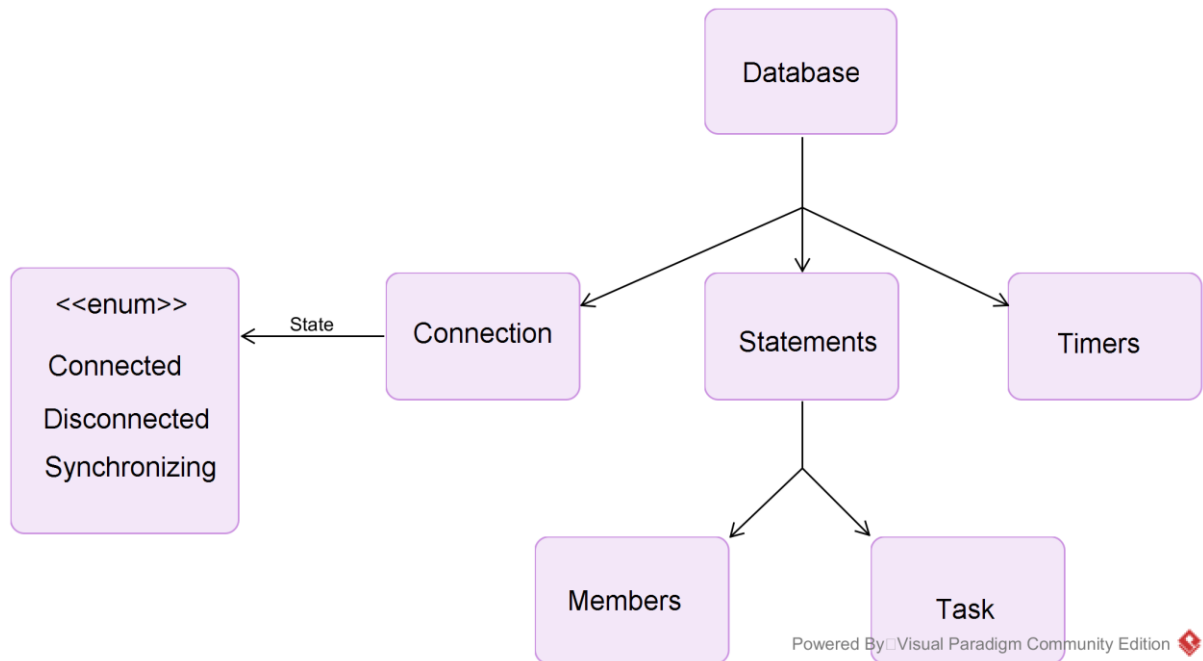 Database
<<enum>>
Connected
Disconnected
Synchronizing
State
Connection
Statements
Timers
Members
Task
Powered By Visual Paradigm Community Edition